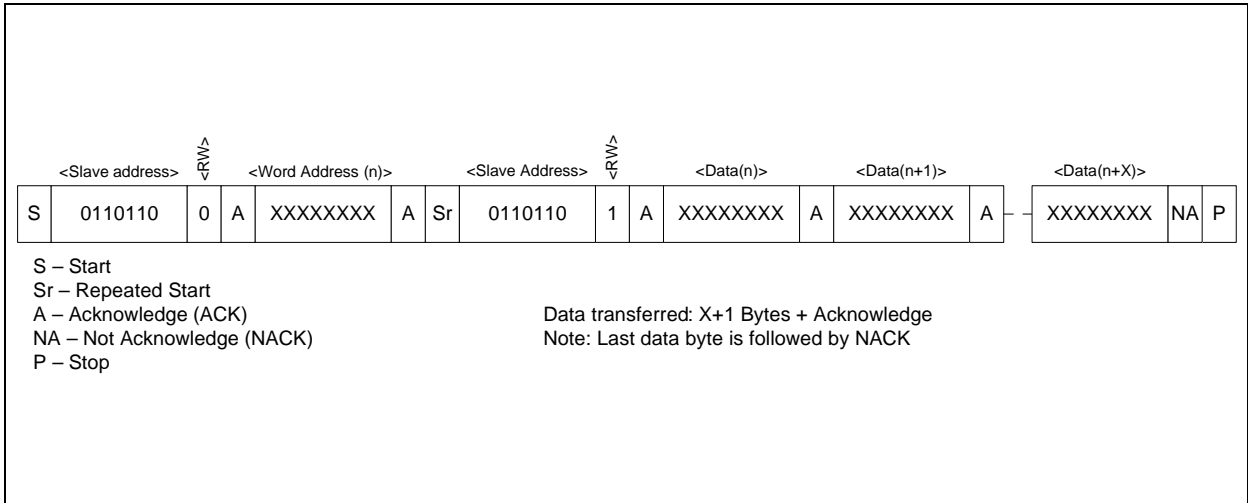 <Slave address> <RW> <Word Address (n)> <Slave Address> <RW> <Data(n)> <Data(n+1)> <Data(n+X)>
S 0110110 0 A XXXXXXXX A Sr 0110110 1 A XXXXXXXX A XXXXXXXX A XXXXXXXX NA P
S – Start
Sr – Repeated Start
A – Acknowledge (ACK)
NA – Not Acknowledge (NACK)
P – Stop
Data transferred: X+1 Bytes + Acknowledge
Note: Last data byte is followed by NACK